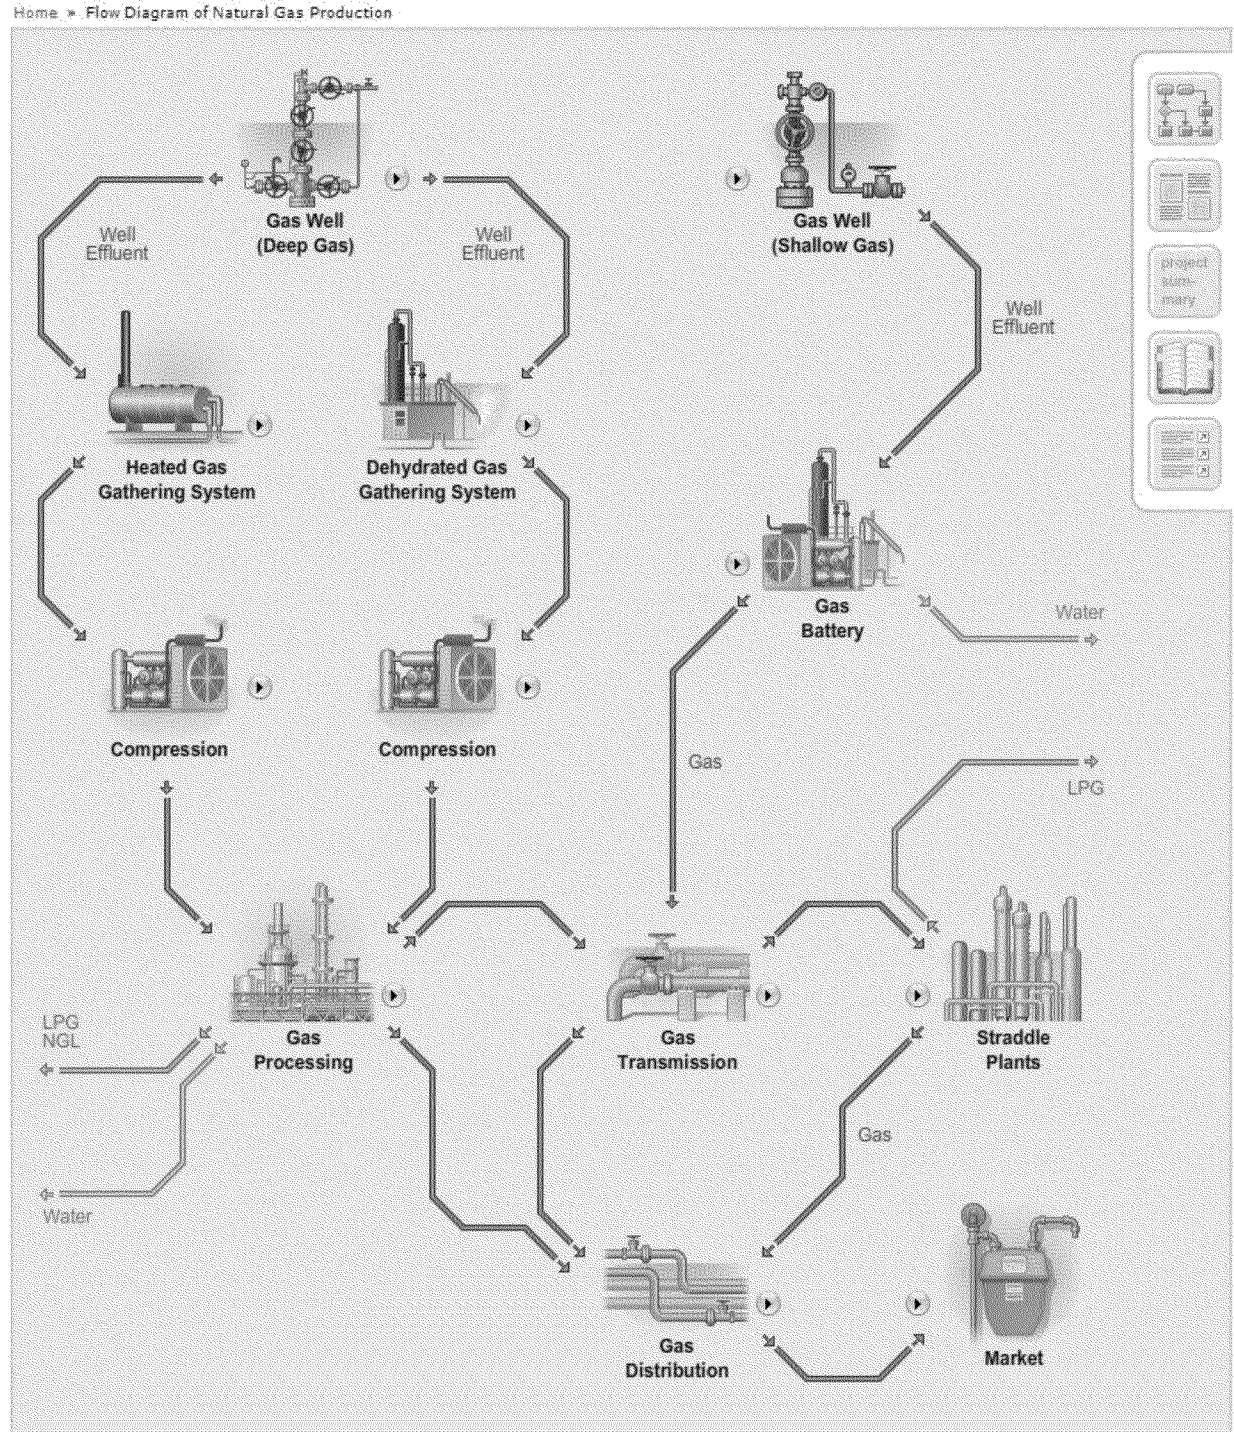 Home » Flow Diagram of Natural Gas Production
Gas Well
(Deep Gas)
Gas Well
(Shallow Gas)
Well
Effluent
Well
Effluent
Well
Effluent
project
sum-
mary
Heated Gas
Gathering System
Dehydrated Gas
Gathering System
Gas
Battery
Water
Compression
Compression
Gas
LPG
LPG
NGL
Gas
Processing
Gas
Transmission
Straddle
Plants
Gas
Water
Gas
Distribution
Market